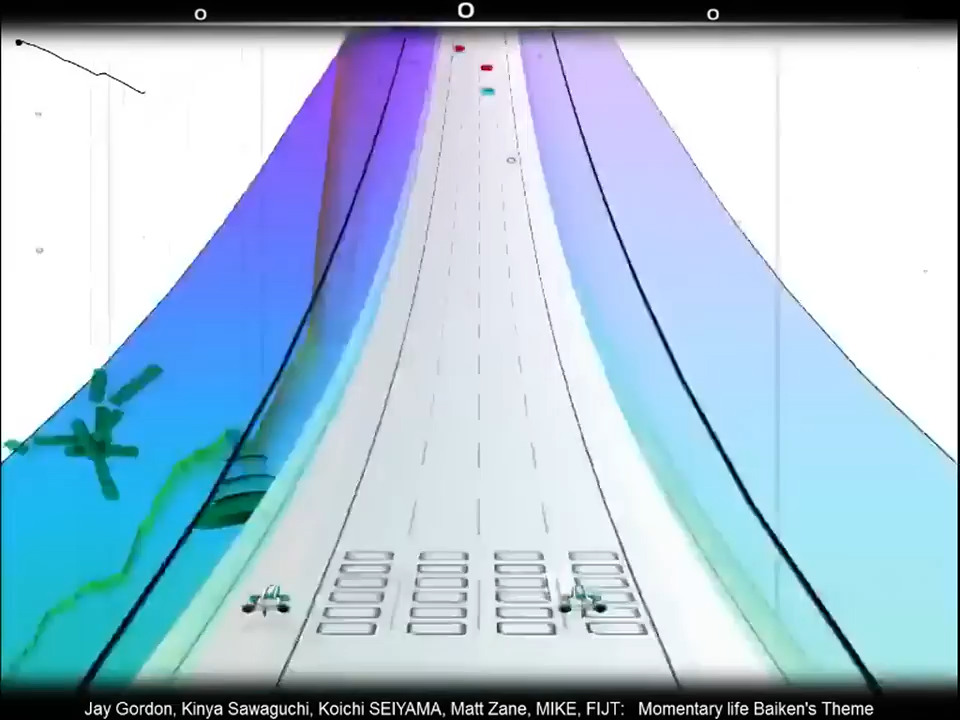 Jay Gordon, Kinya Sawaguchi, Koichi SEIYAMA, Matt Zane, MIKE, FIJT: Momentary life Baiken's Theme